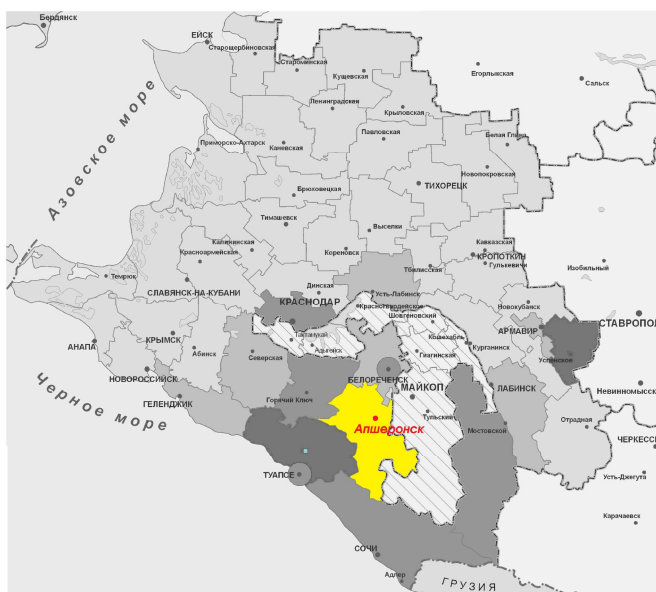 Бердянск
ЕЙСК
Старощербиновская
Староминская
Кущевская
Егорлыкская
Сальск
Азовское море
Ленинградская
Крыловская
Приморско-Ахтарск
Каневская
Павловская
Белая Глина
Новопокровская
Брюховецкая
ТИХОРЕЦК
Тимашевск
Выселки
Калининская
Красноармейская
Кореновск
Кавказская
КРОПОТКИН
Гулькевичи
Изобильный
Тбилисская
Темрюк
СЛАВЯНСК-НА-КУБАНИ
Динская
КРАСНОДАР
Усть-Лабинск
Красногвардейское
Шовгеновский
Новокубанск
АРМАВИР
СТАВРОПОЛ
АНАПА
КРЫМСК
Абинск
Северская
Тахтамукай
Адыгейск
Кошехабль
Гиагинская
Курганинск
Успенское
НОВОРОССИЙСК
БЕЛОРЕЧЕНСК
МАЙКОП
ЛАБИНСК
Невинномысск
Черное море
ГЕЛЕНДЖИК
Горячий Ключ
Тульский
Апшеронск
Мостовской
Отрадная
ЧЕРКЕСС
ТУАПСЕ
Усть-Джегута
Карачаевск
СОЧИ
Адлер
ГРУЗИЯ